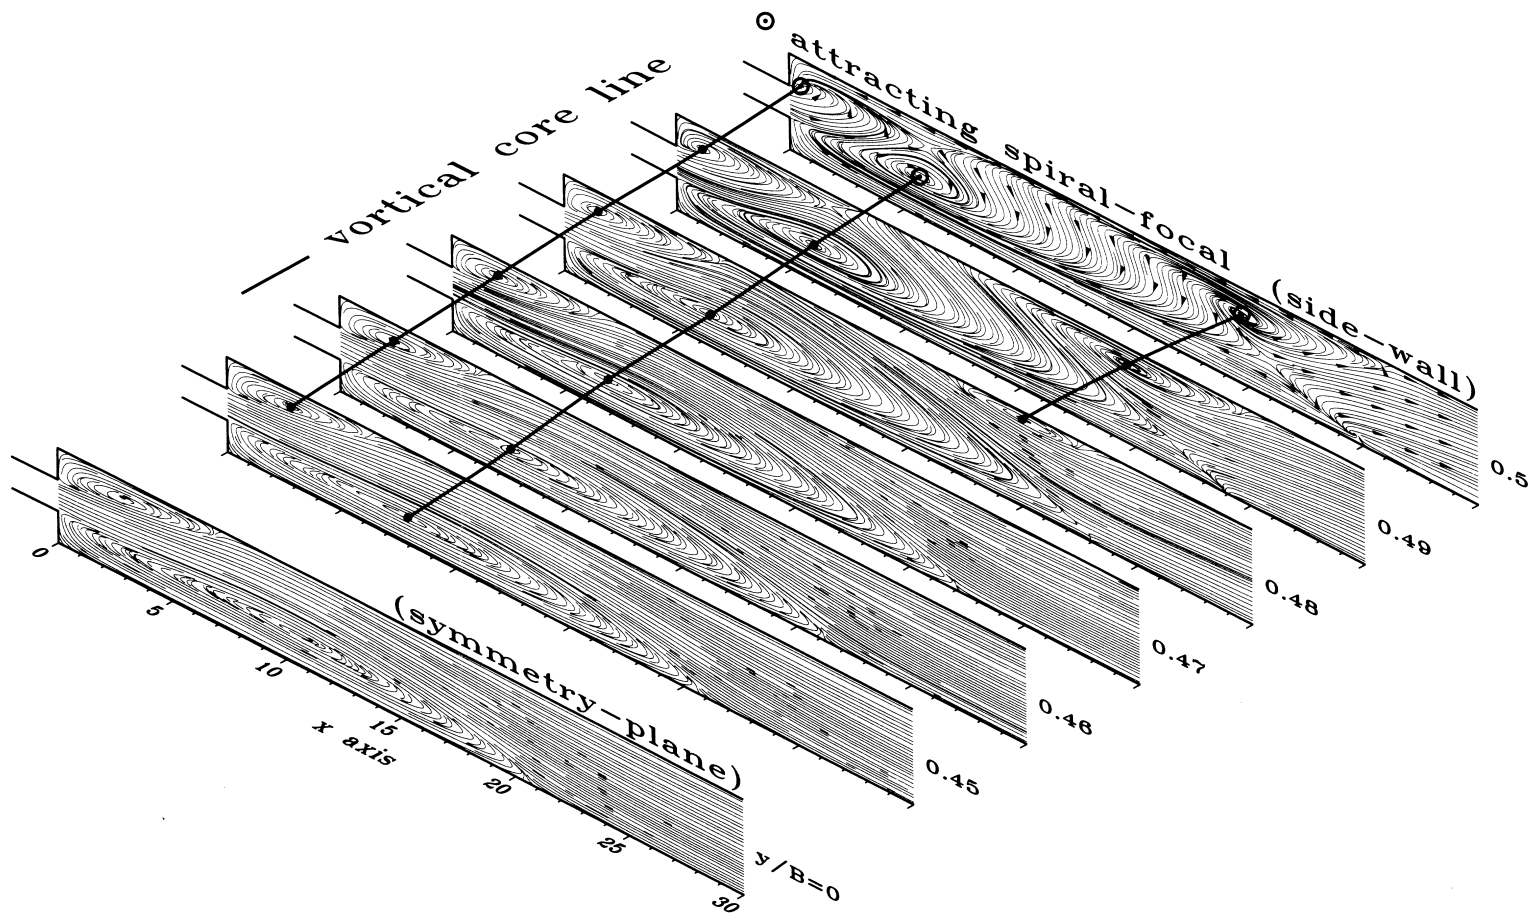 attracting spiral-focal (side-wall)
vortical core line
0.5
0.49
0.48
0.47
0.46
0.45
(symmetry-plane)
y/B=0
0
5
10
15
20
25
30
x axis